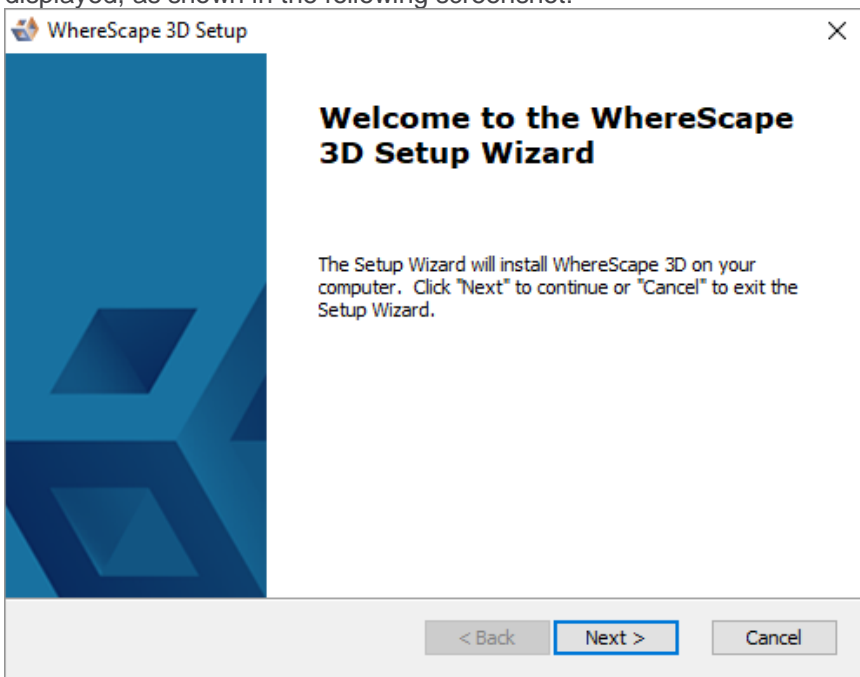 displayed, as shown in the following screenshot.
WhereScape 3D Setup
Welcome to the WhereScape
3D Setup Wizard
The Setup Wizard will install WhereScape 3D on your
computer.  Click "Next" to continue or "Cancel" to exit the
Setup Wizard.
< Back Next > Cancel